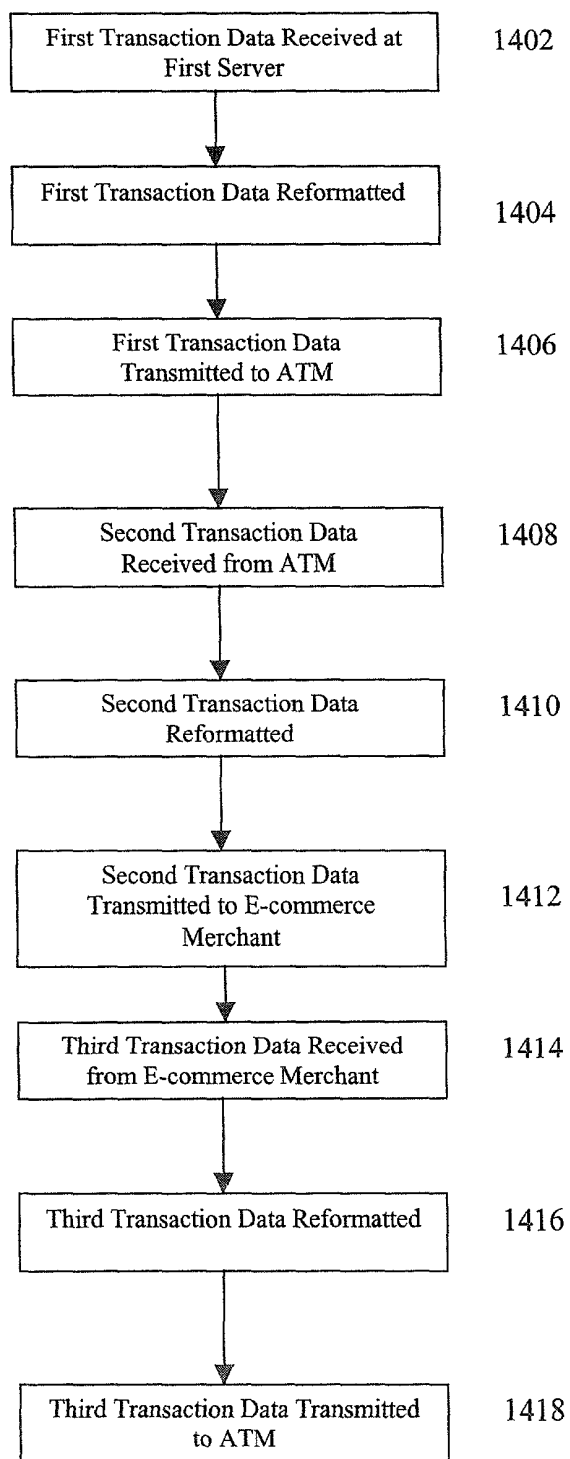 First Transaction Data Received at
First Server
1402
First Transaction Data Reformatted
1404
First Transaction Data
Transmitted to ATM
1406
Second Transaction Data
Received from ATM
1408
Second Transaction Data
Reformatted
1410
Second Transaction Data
Transmitted to E-commerce
Merchant
1412
Third Transaction Data Received
from E-commerce Merchant
1414
Third Transaction Data Reformatted
1416
Third Transaction Data Transmitted
to ATM
1418